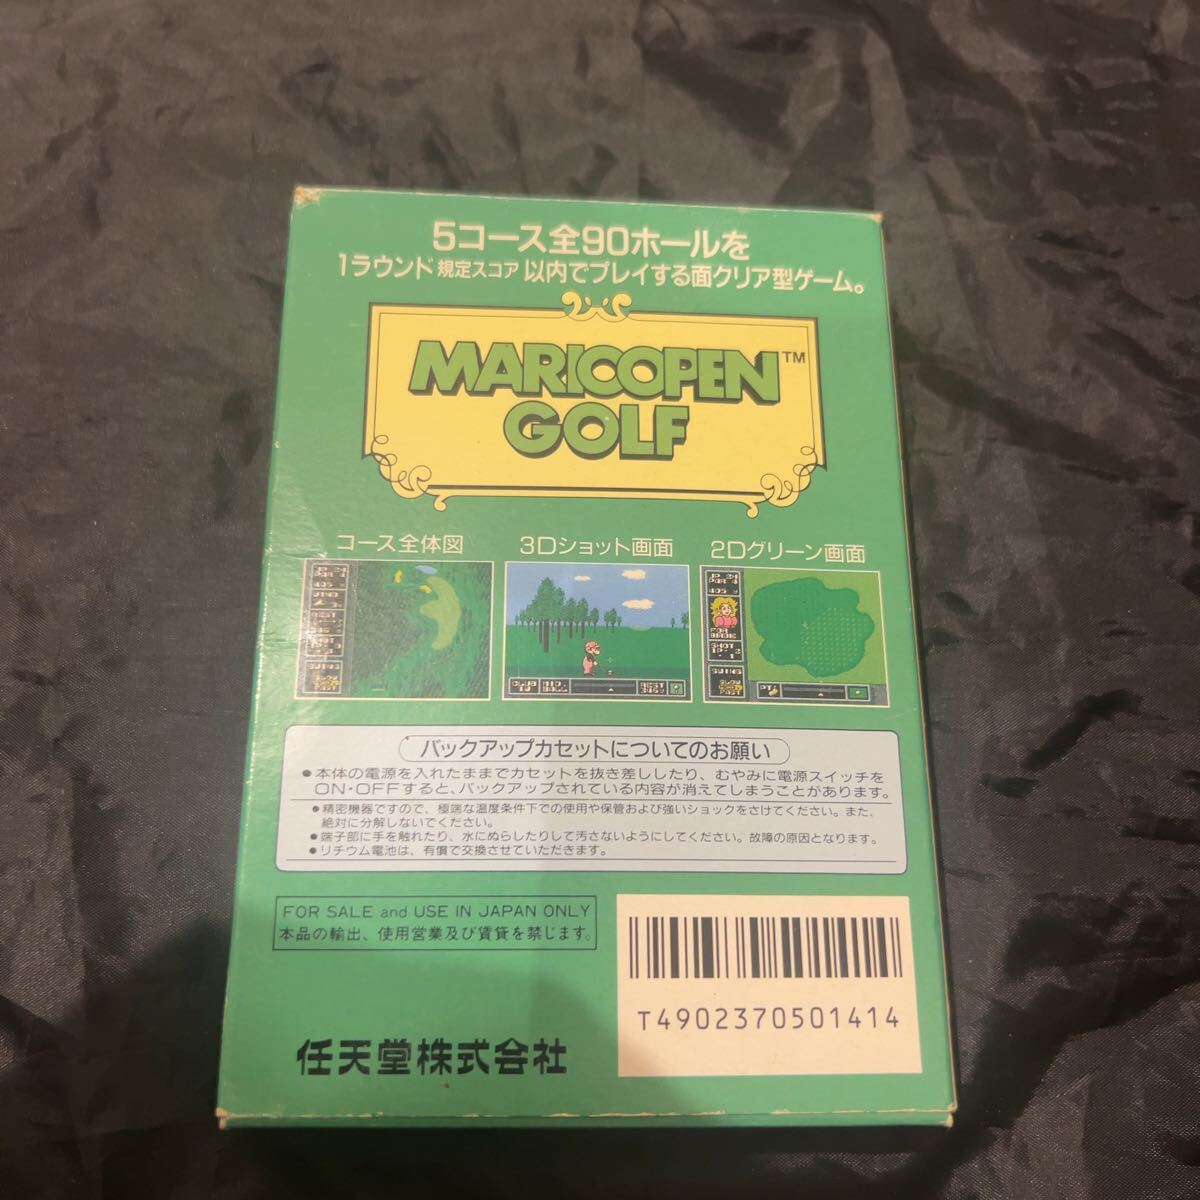 5コース全90ホールを
1ラウンド規定スコア以内でプレイする面クリア型ゲーム。
MARIOOPEN™
GOLF
コース全体図
3Dショット画面
2Dグリーン画面
バックアップカセットについてのお願い
●本体の電源を入れたままでカセットを抜き差ししたり、むやみに電源スイッチを
ON・OFFすると、バックアップされている内容が消えてしまうことがあります。
●精密機器ですので、極端な温度条件下での使用や保管および強いショックをさけてください。また、
絶対に分解しないでください。
●端子部に手を触れたり、水にぬらしたりして汚さないようにしてください。故障の原因となります。
●リチウム電池は、有償で交換させていただきます。
FOR SALE and USE IN JAPAN ONLY
本品の輸出、使用営業及び賃貸を禁じます。
T4902370501414
任天堂株式会社